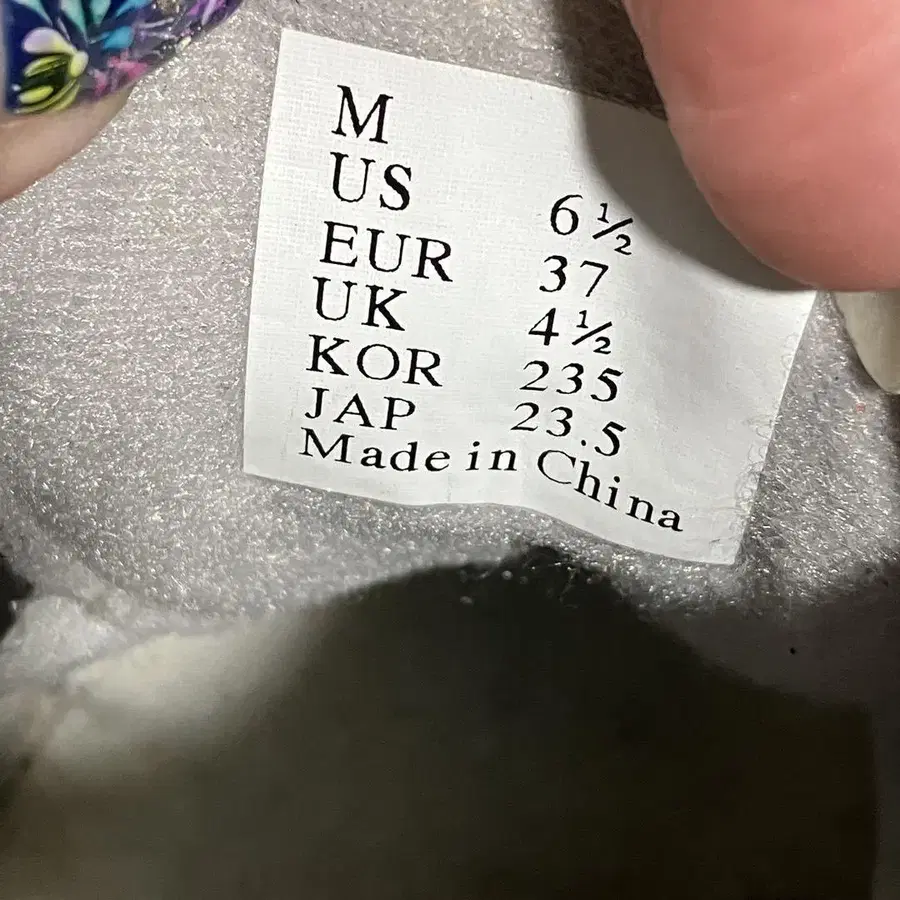 M
US 6½
EUR 37
UK 4½
KOR 235
JAP 23.5
Made in China